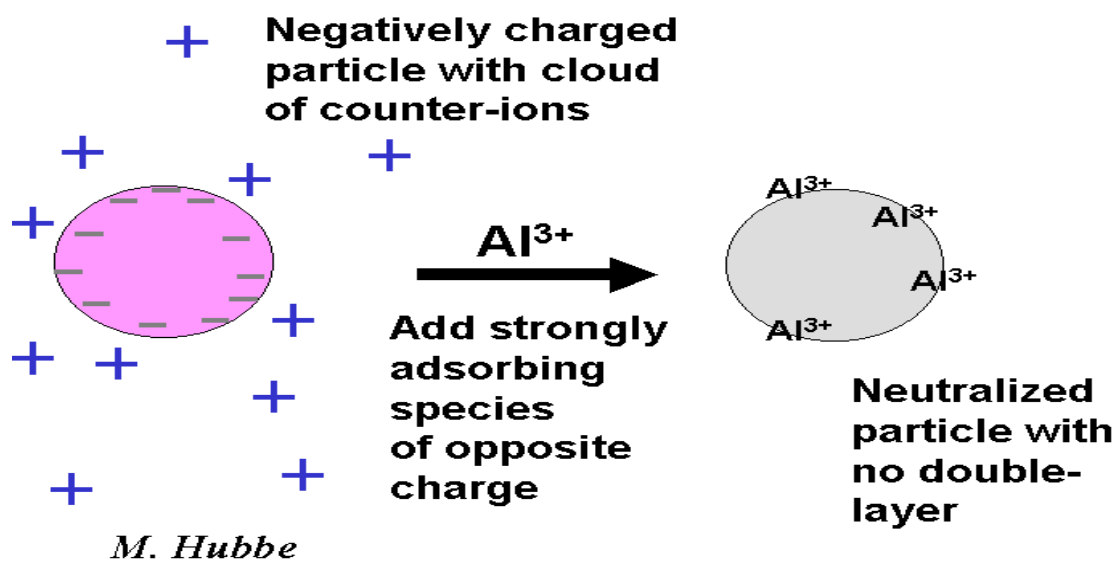 Negatively charged
particle with cloud
of counter-ions
Al³⁺
Add strongly
adsorbing
species
of opposite
charge
Al³⁺
Al³⁺
Al³⁺
Al³⁺
Neutralized
particle with
no double-
layer
M. Hubbe